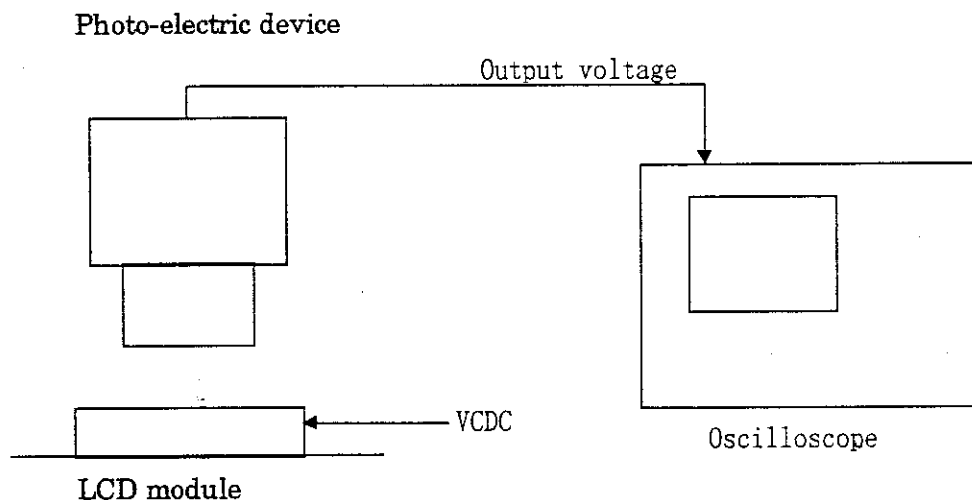 Photo-electric device
Output voltage
VCDC
Oscilloscope
LCD module